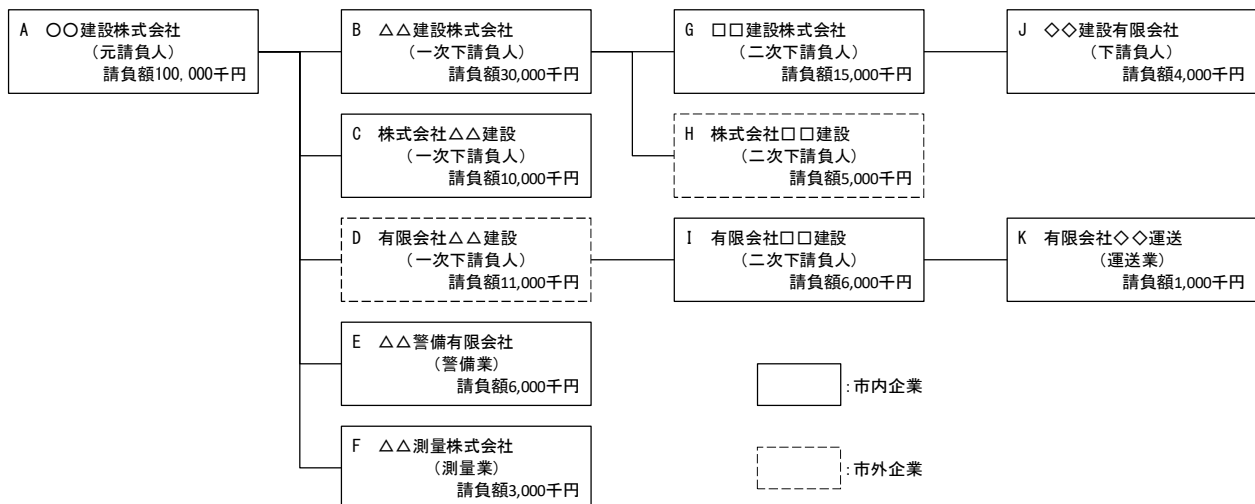 A　〇〇建設株式会社
（元請負人）
請負額100,000千円
B　△△建設株式会社
（一次下請負人）
請負額30,000千円
G　□□建設株式会社
（二次下請負人）
請負額15,000千円
J　◇◇建設有限会社
（下請負人）
請負額4,000千円
C　株式会社△△建設
（一次下請負人）
請負額10,000千円
H　株式会社□□建設
（二次下請負人）
請負額5,000千円
D　有限会社△△建設
（一次下請負人）
請負額11,000千円
I　有限会社□□建設
（二次下請負人）
請負額6,000千円
K　有限会社◇◇運送
（運送業）
請負額1,000千円
E　△△警備有限会社
（警備業）
請負額6,000千円
：市内企業
F　△△測量株式会社
（測量業）
請負額3,000千円
：市外企業